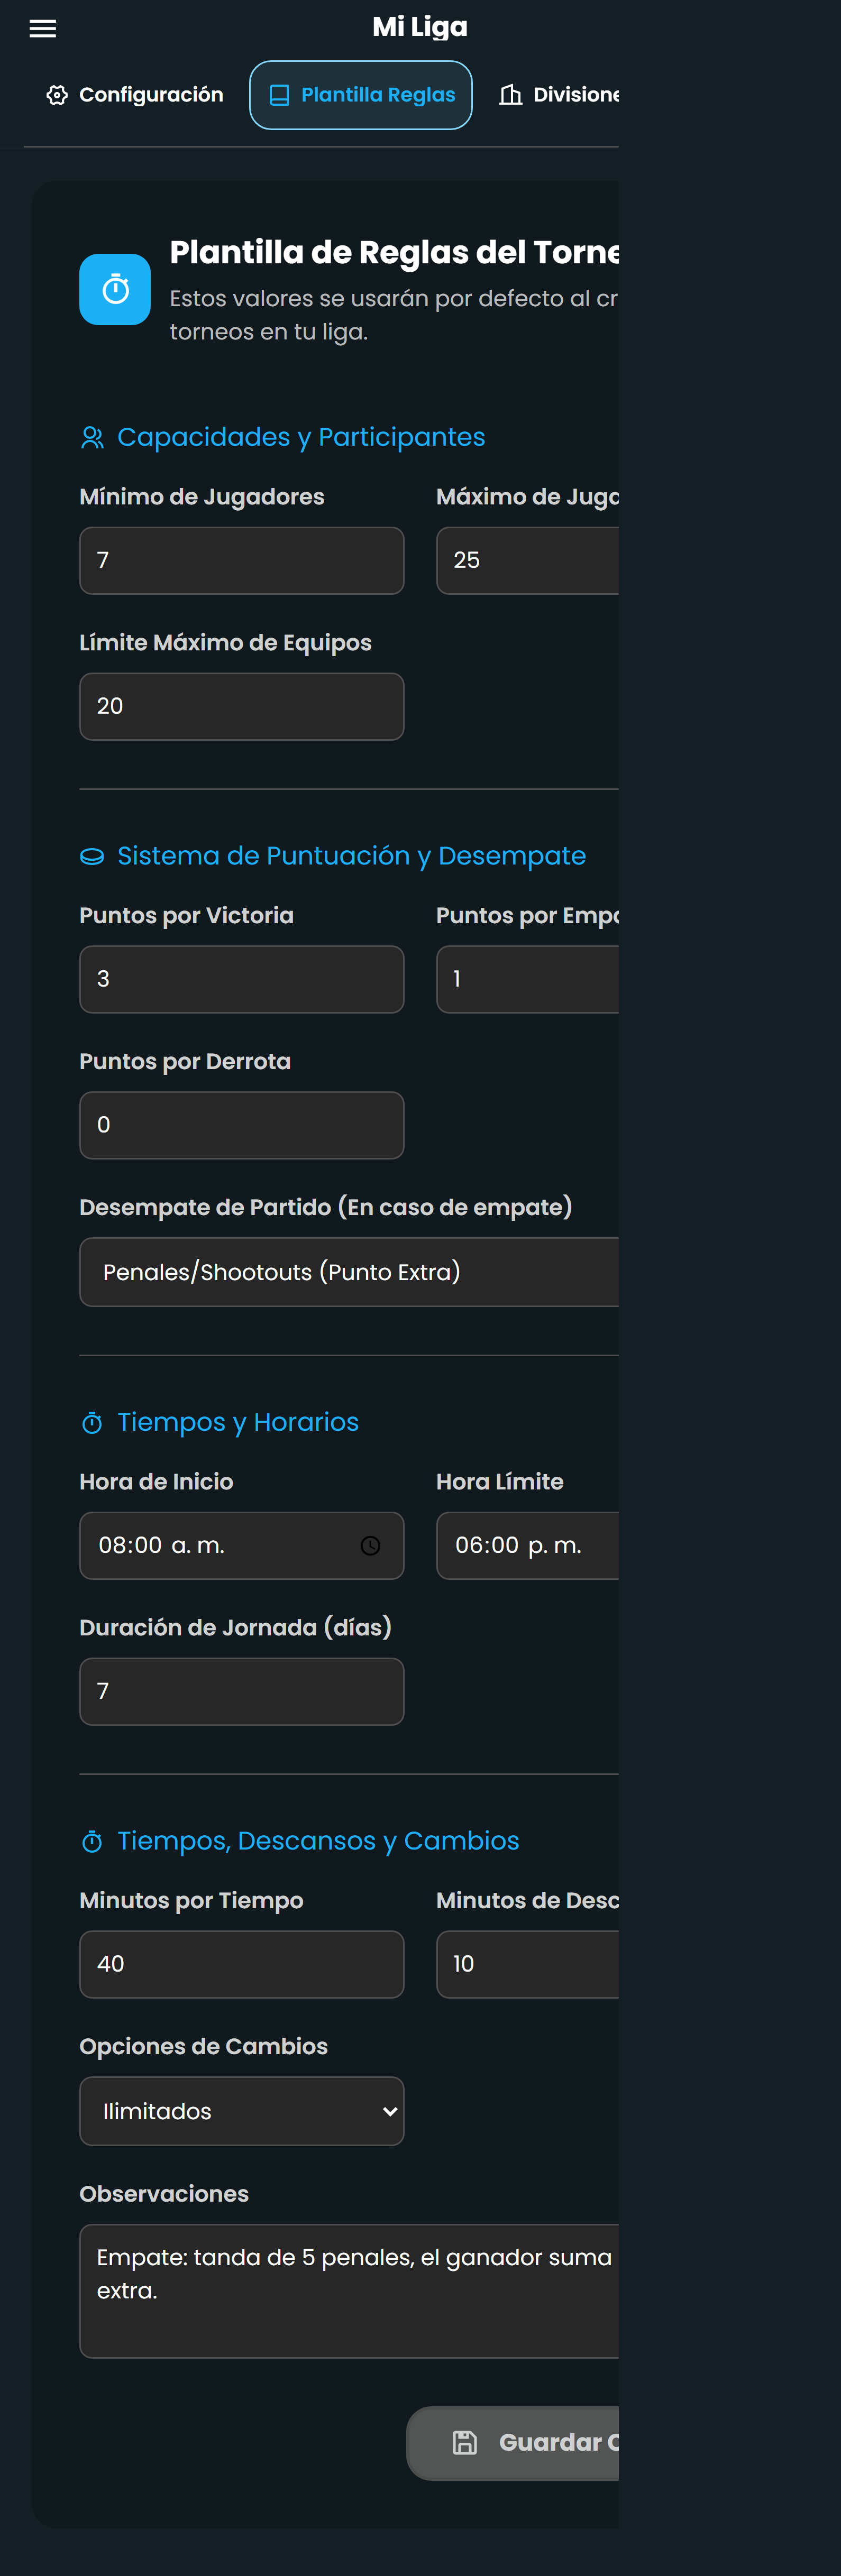 Mi Liga
Configuración
Plantilla Reglas
Divisione
Plantilla de Reglas del Torne
Estos valores se usarán por defecto al cr
torneos en tu liga.
Capacidades y Participantes
Mínimo de Jugadores
Máximo de Juga
7
25
Límite Máximo de Equipos
20
Sistema de Puntuación y Desempate
Puntos por Victoria
Puntos por Empa
3
1
Puntos por Derrota
0
Desempate de Partido (En caso de empate)
Penales/Shootouts (Punto Extra)
Tiempos y Horarios
Hora de Inicio
Hora Límite
08:00 a. m.
06:00 p. m.
Duración de Jornada (días)
7
Tiempos, Descansos y Cambios
Minutos por Tiempo
Minutos de Desc
40
10
Opciones de Cambios
Ilimitados
Observaciones
Empate: tanda de 5 penales, el ganador suma
extra.
Guardar C